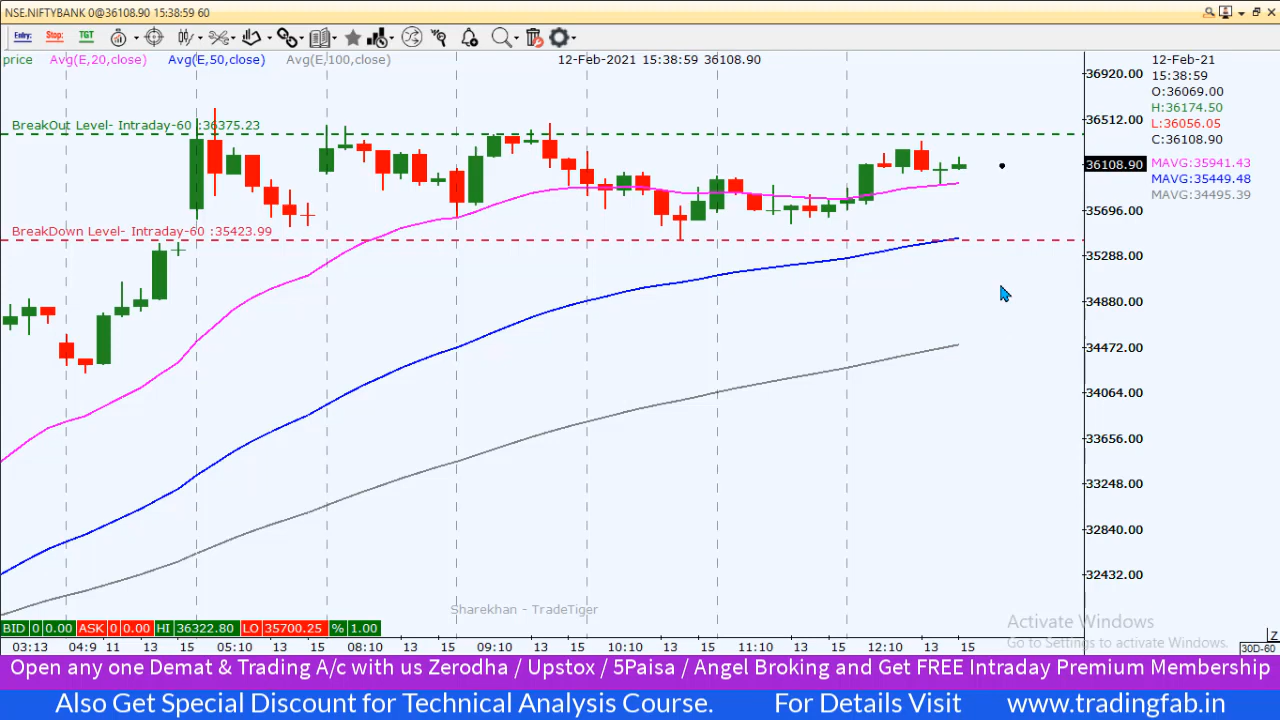 NSE.NIFTYBANK 0@36108.90 15:38:59 60
Entry: Stop: TGT
price Avg(E,20,close) Avg(E,50,close) Avg(E,100,close) 12-Feb-2021 15:38:59 36108.90
12-Feb-21
15:38:59
O:36069.00
H:36174.50
L:36056.05
C:36108.90
MAVG:35941.43
MAVG:35449.48
MAVG:34495.39
36920.00
36512.00
36108.90
35696.00
35288.00
34880.00
34472.00
34064.00
33656.00
33248.00
32840.00
32432.00
BreakOut Level- Intraday-60 :36375.23
BreakDown Level- Intraday-60 :35423.99
Sharekhan - TradeTiger
Activate Windows
Go to Settings to activate Windows.
BID 0 0.00 ASK 0 0.00 HI 36322.80 LO 35700.25 % 1.00
03:13 04:9 11 13 15 05:10 13 15 08:10 13 15 09:10 13 15 10:10 13 15 11:10 13 15 12:10 13 15
Z
30D-60
Open any one Demat & Trading A/c with us Zerodha / Upstox / 5Paisa / Angel Broking and Get FREE Intraday Premium Membership
Also Get Special Discount for Technical Analysis Course. For Details Visit www.tradingfab.in